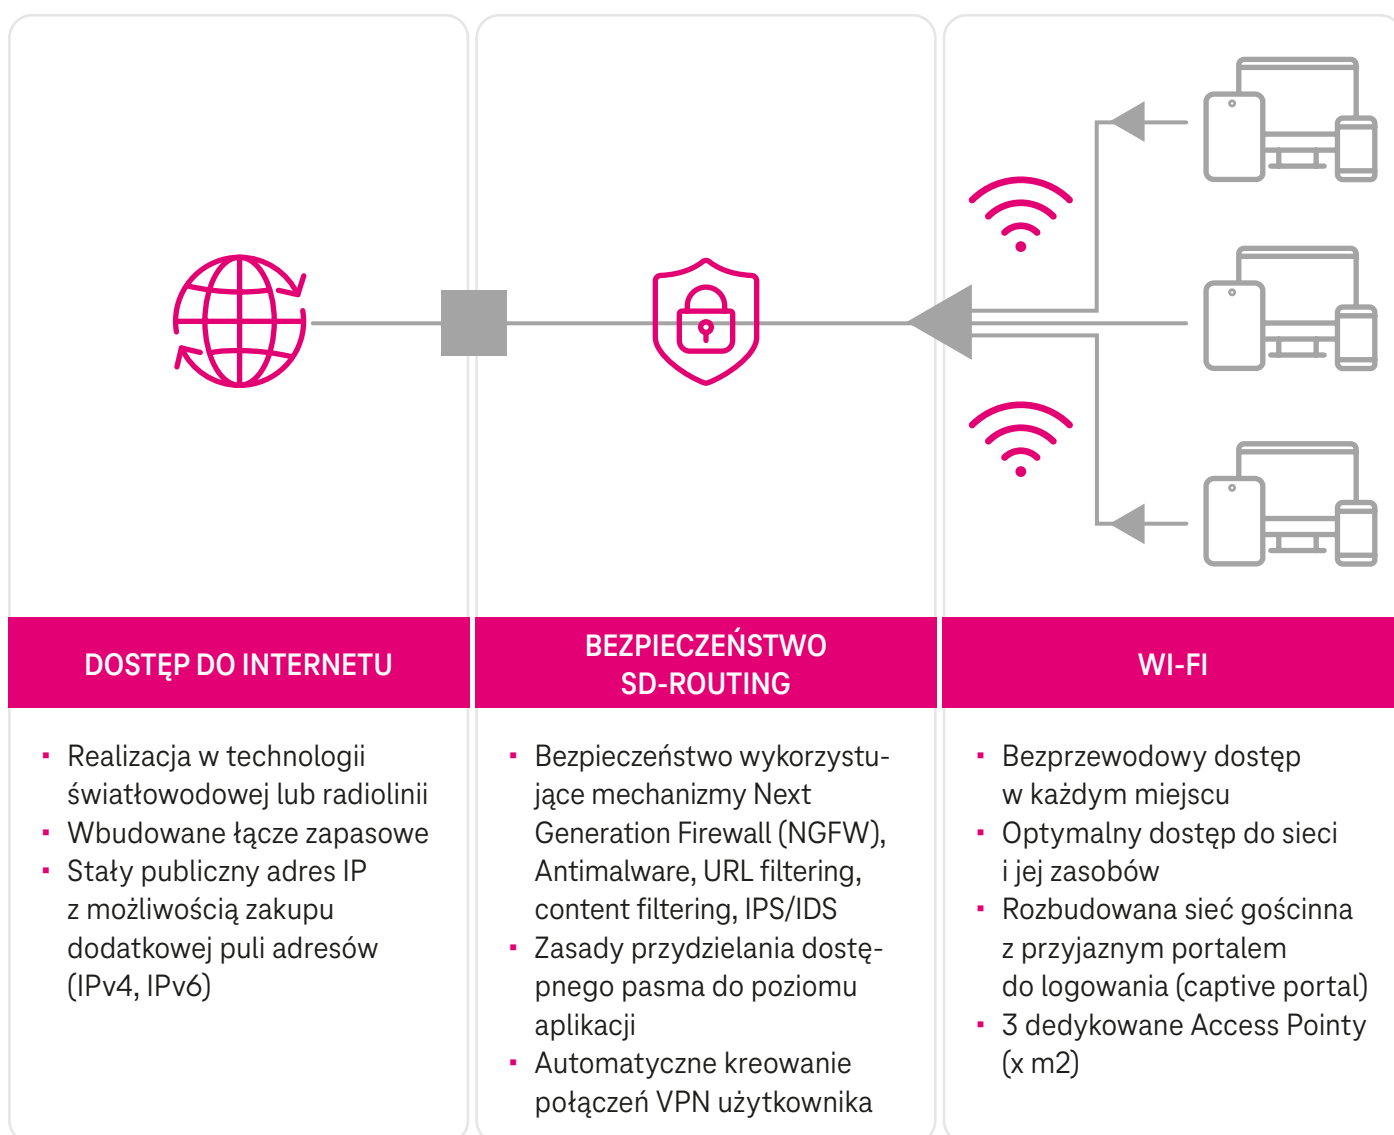 DOSTĘP DO INTERNETU
▪ Realizacja w technologii
światłowodowej lub radiolinii
▪ Wbudowane łącze zapasowe
▪ Stały publiczny adres IP
z możliwością zakupu
dodatkowej puli adresów
(IPv4, IPv6)
BEZPIECZEŃSTWO
SD-ROUTING
▪ Bezpieczeństwo wykorzystu-
jące mechanizmy Next
Generation Firewall (NGFW),
Antimalware, URL filtering,
content filtering, IPS/IDS
▪ Zasady przydzielania dostę-
pnego pasma do poziomu
aplikacji
▪ Automatyczne kreowanie
połączeń VPN użytkownika
WI-FI
▪ Bezprzewodowy dostęp
w każdym miejscu
▪ Optymalny dostęp do sieci
i jej zasobów
▪ Rozbudowana sieć gościnna
z przyjaznym portalem
do logowania (captive portal)
▪ 3 dedykowane Access Pointy
(x m2)